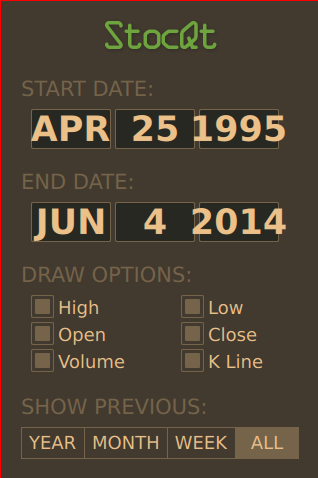 StocQt
START DATE:
APR 25 1995
END DATE:
JUN 4 2014
DRAW OPTIONS:
High Low
Open Close
Volume K Line
SHOW PREVIOUS:
YEAR MONTH WEEK ALL